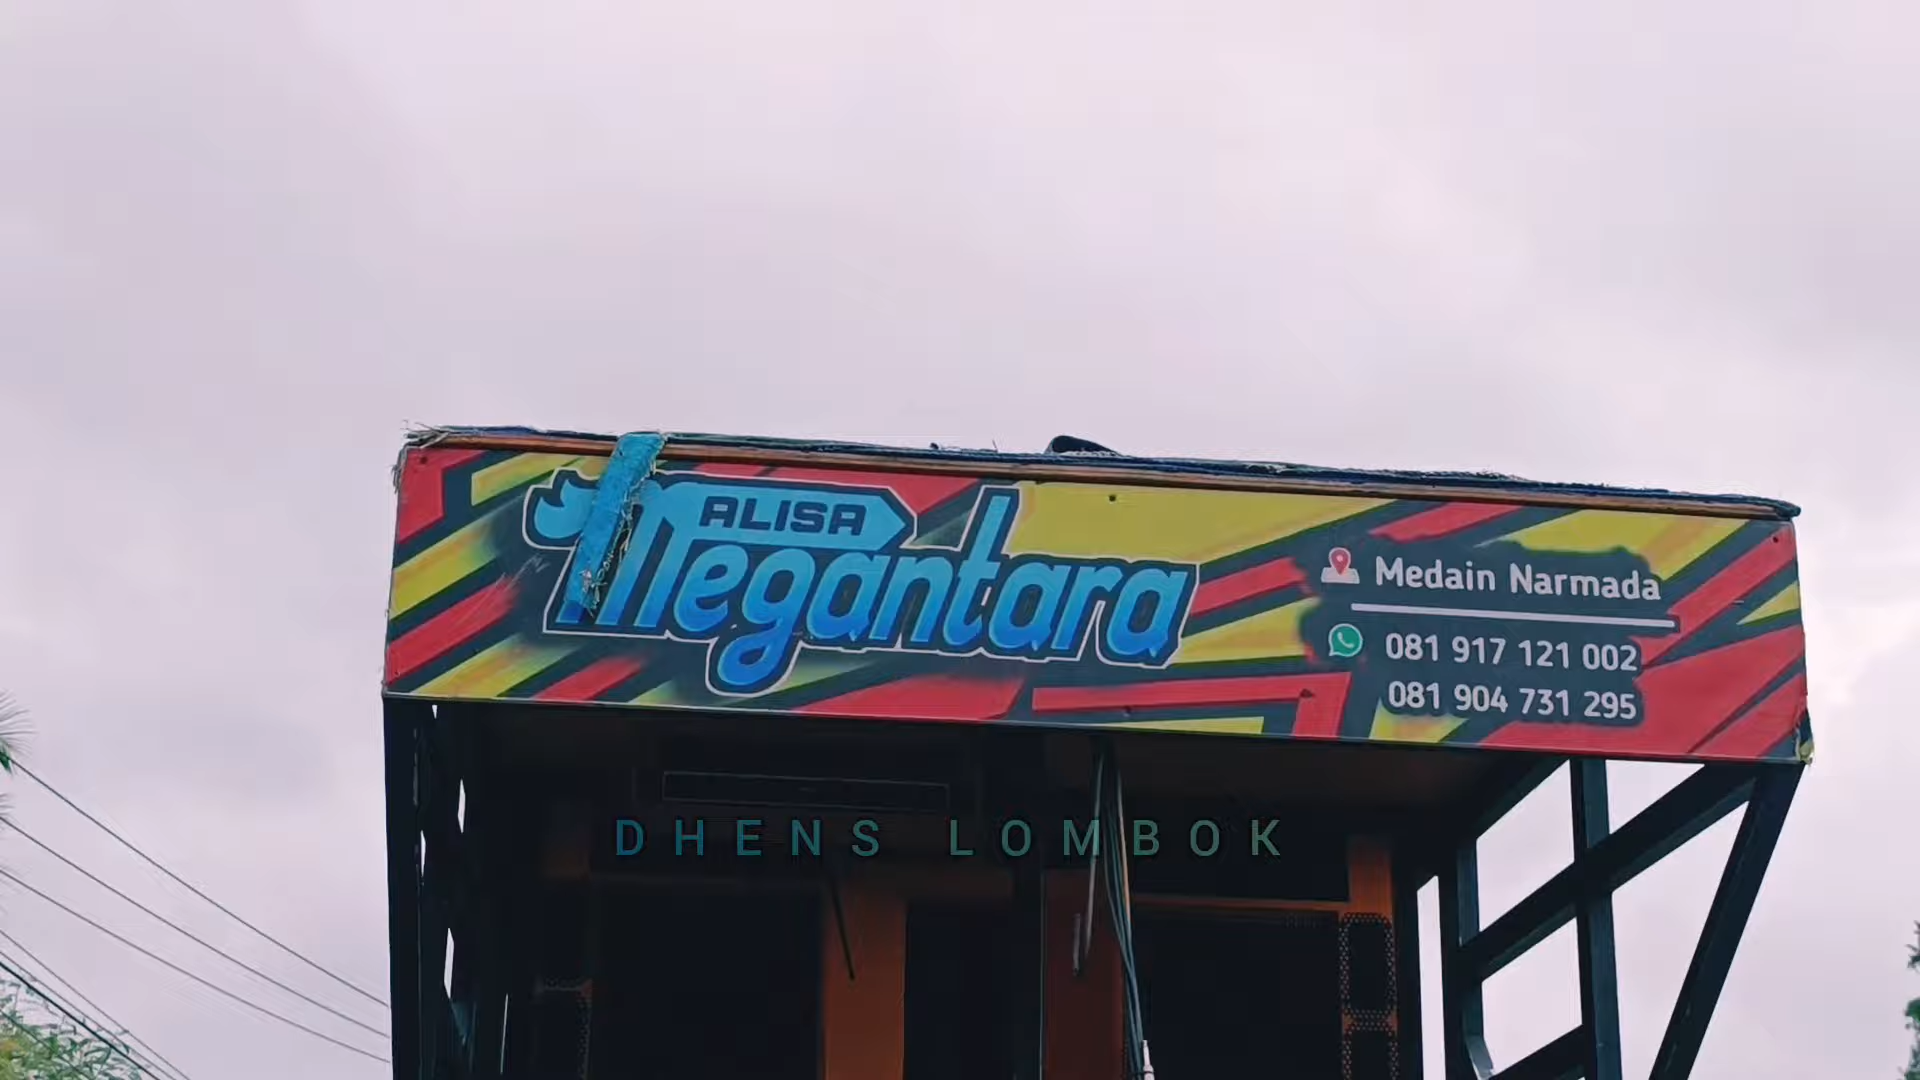 ALISA
Megantara
Medain Narmada
081 917 121 002
081 904 731 295
DHENS LOMBOK